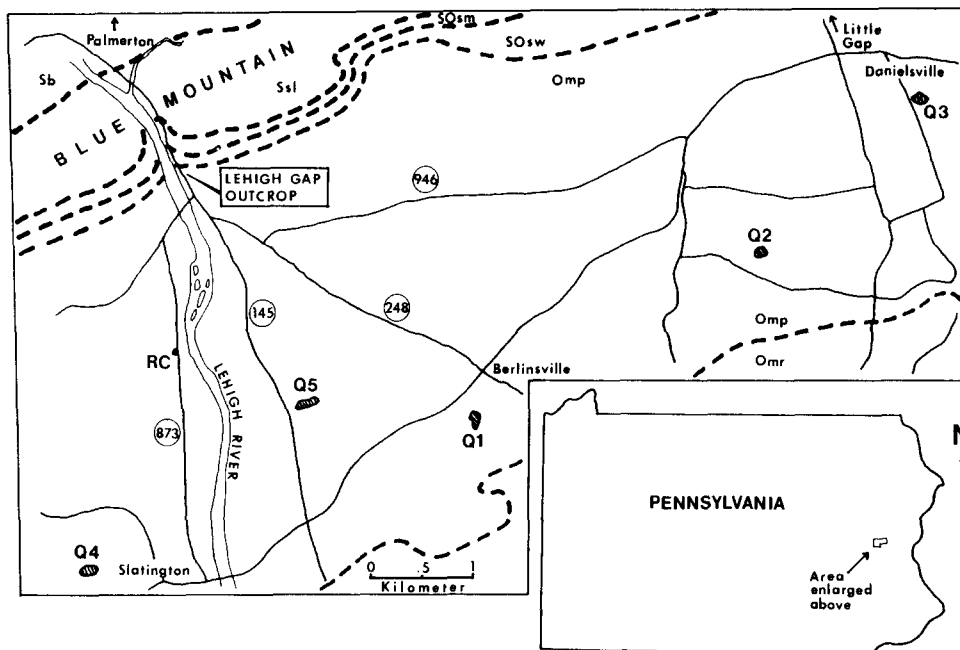 Palmerton
SOsm
SOsw
Little
Gap
Sb
BLUE MOUNTAIN
Ssl
Omp
Danielsville
Q3
LEHIGH GAP
OUTCROP
946
Q2
145
248
Omp
Omr
RC
Q5
Berlinsville
LEHIGH RIVER
873
Q1
N
PENNSYLVANIA
Q4
Slatington
0 .5 1
Kilometer
Area
enlarged
above